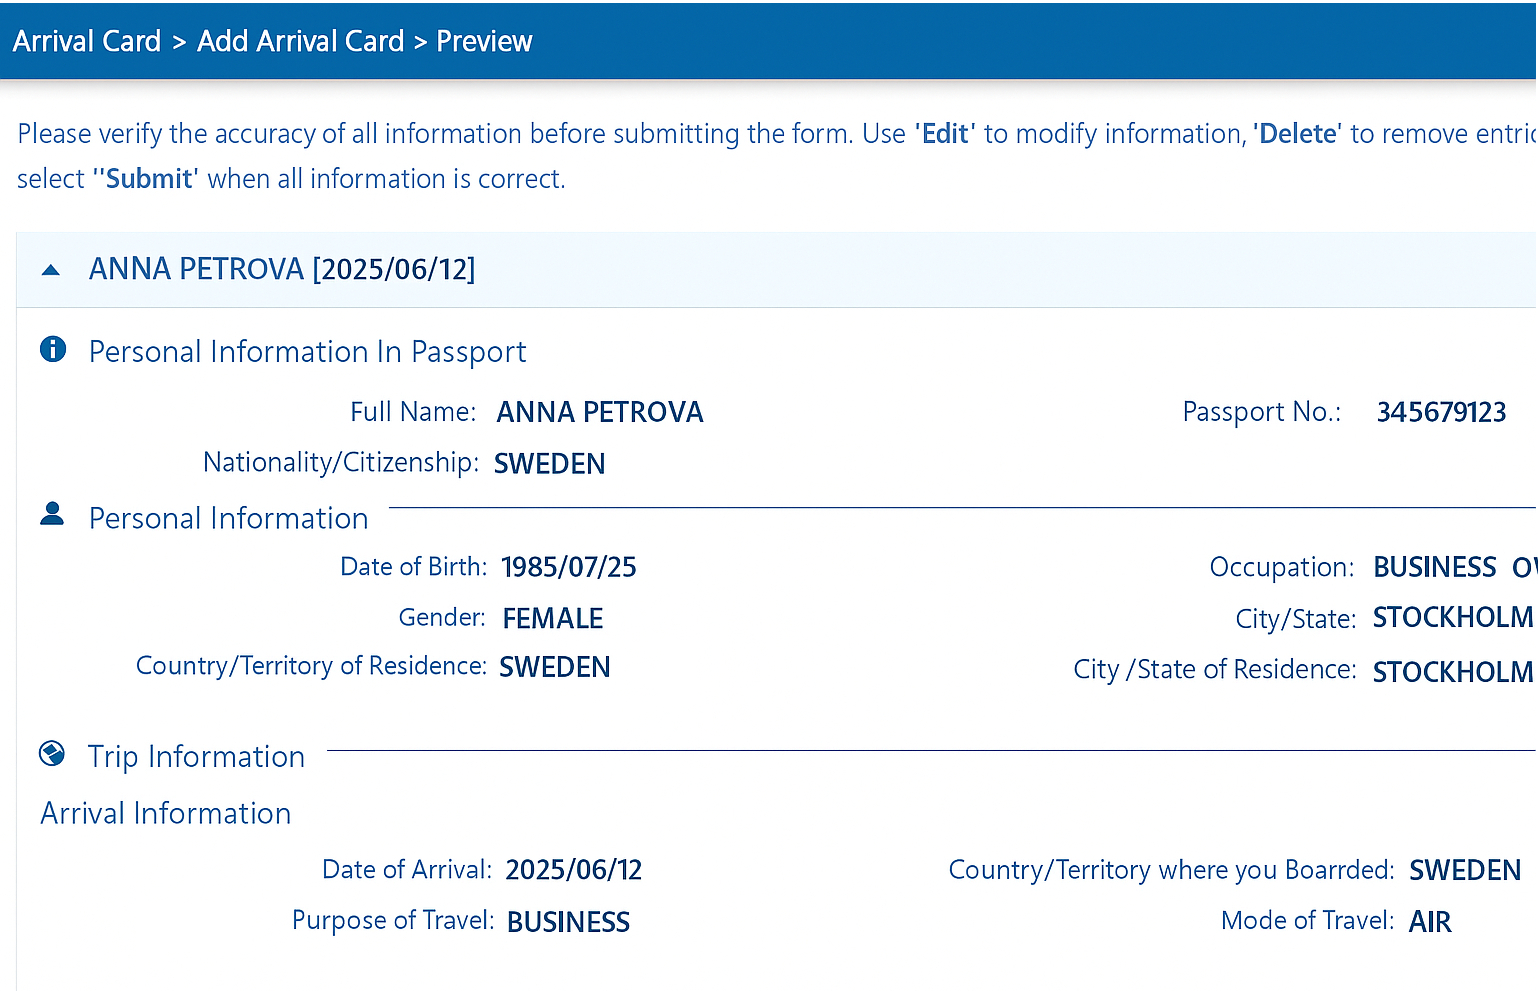 Arrival Card > Add Arrival Card > Preview
Please verify the accuracy of all information before submitting the form. Use 'Edit' to modify information, 'Delete' to remove
select ''Submit' when all information is correct.
ANNA PETROVA [2025/06/12]
Personal Information In Passport
Full Name: ANNA PETROVA Passport No.: 345679123
Nationality/Citizenship: SWEDEN
Personal Information
Date of Birth: 1985/07/25 Occupation: BUSINESS
Gender: FEMALE City/State: STOCKHOLM
Country/Territory of Residence: SWEDEN City /State of Residence: STOCKHOLM
Trip Information
Arrival Information
Date of Arrival: 2025/06/12 Country/Territory where you Boarrded: SWEDEN
Purpose of Travel: BUSINESS Mode of Travel: AIR